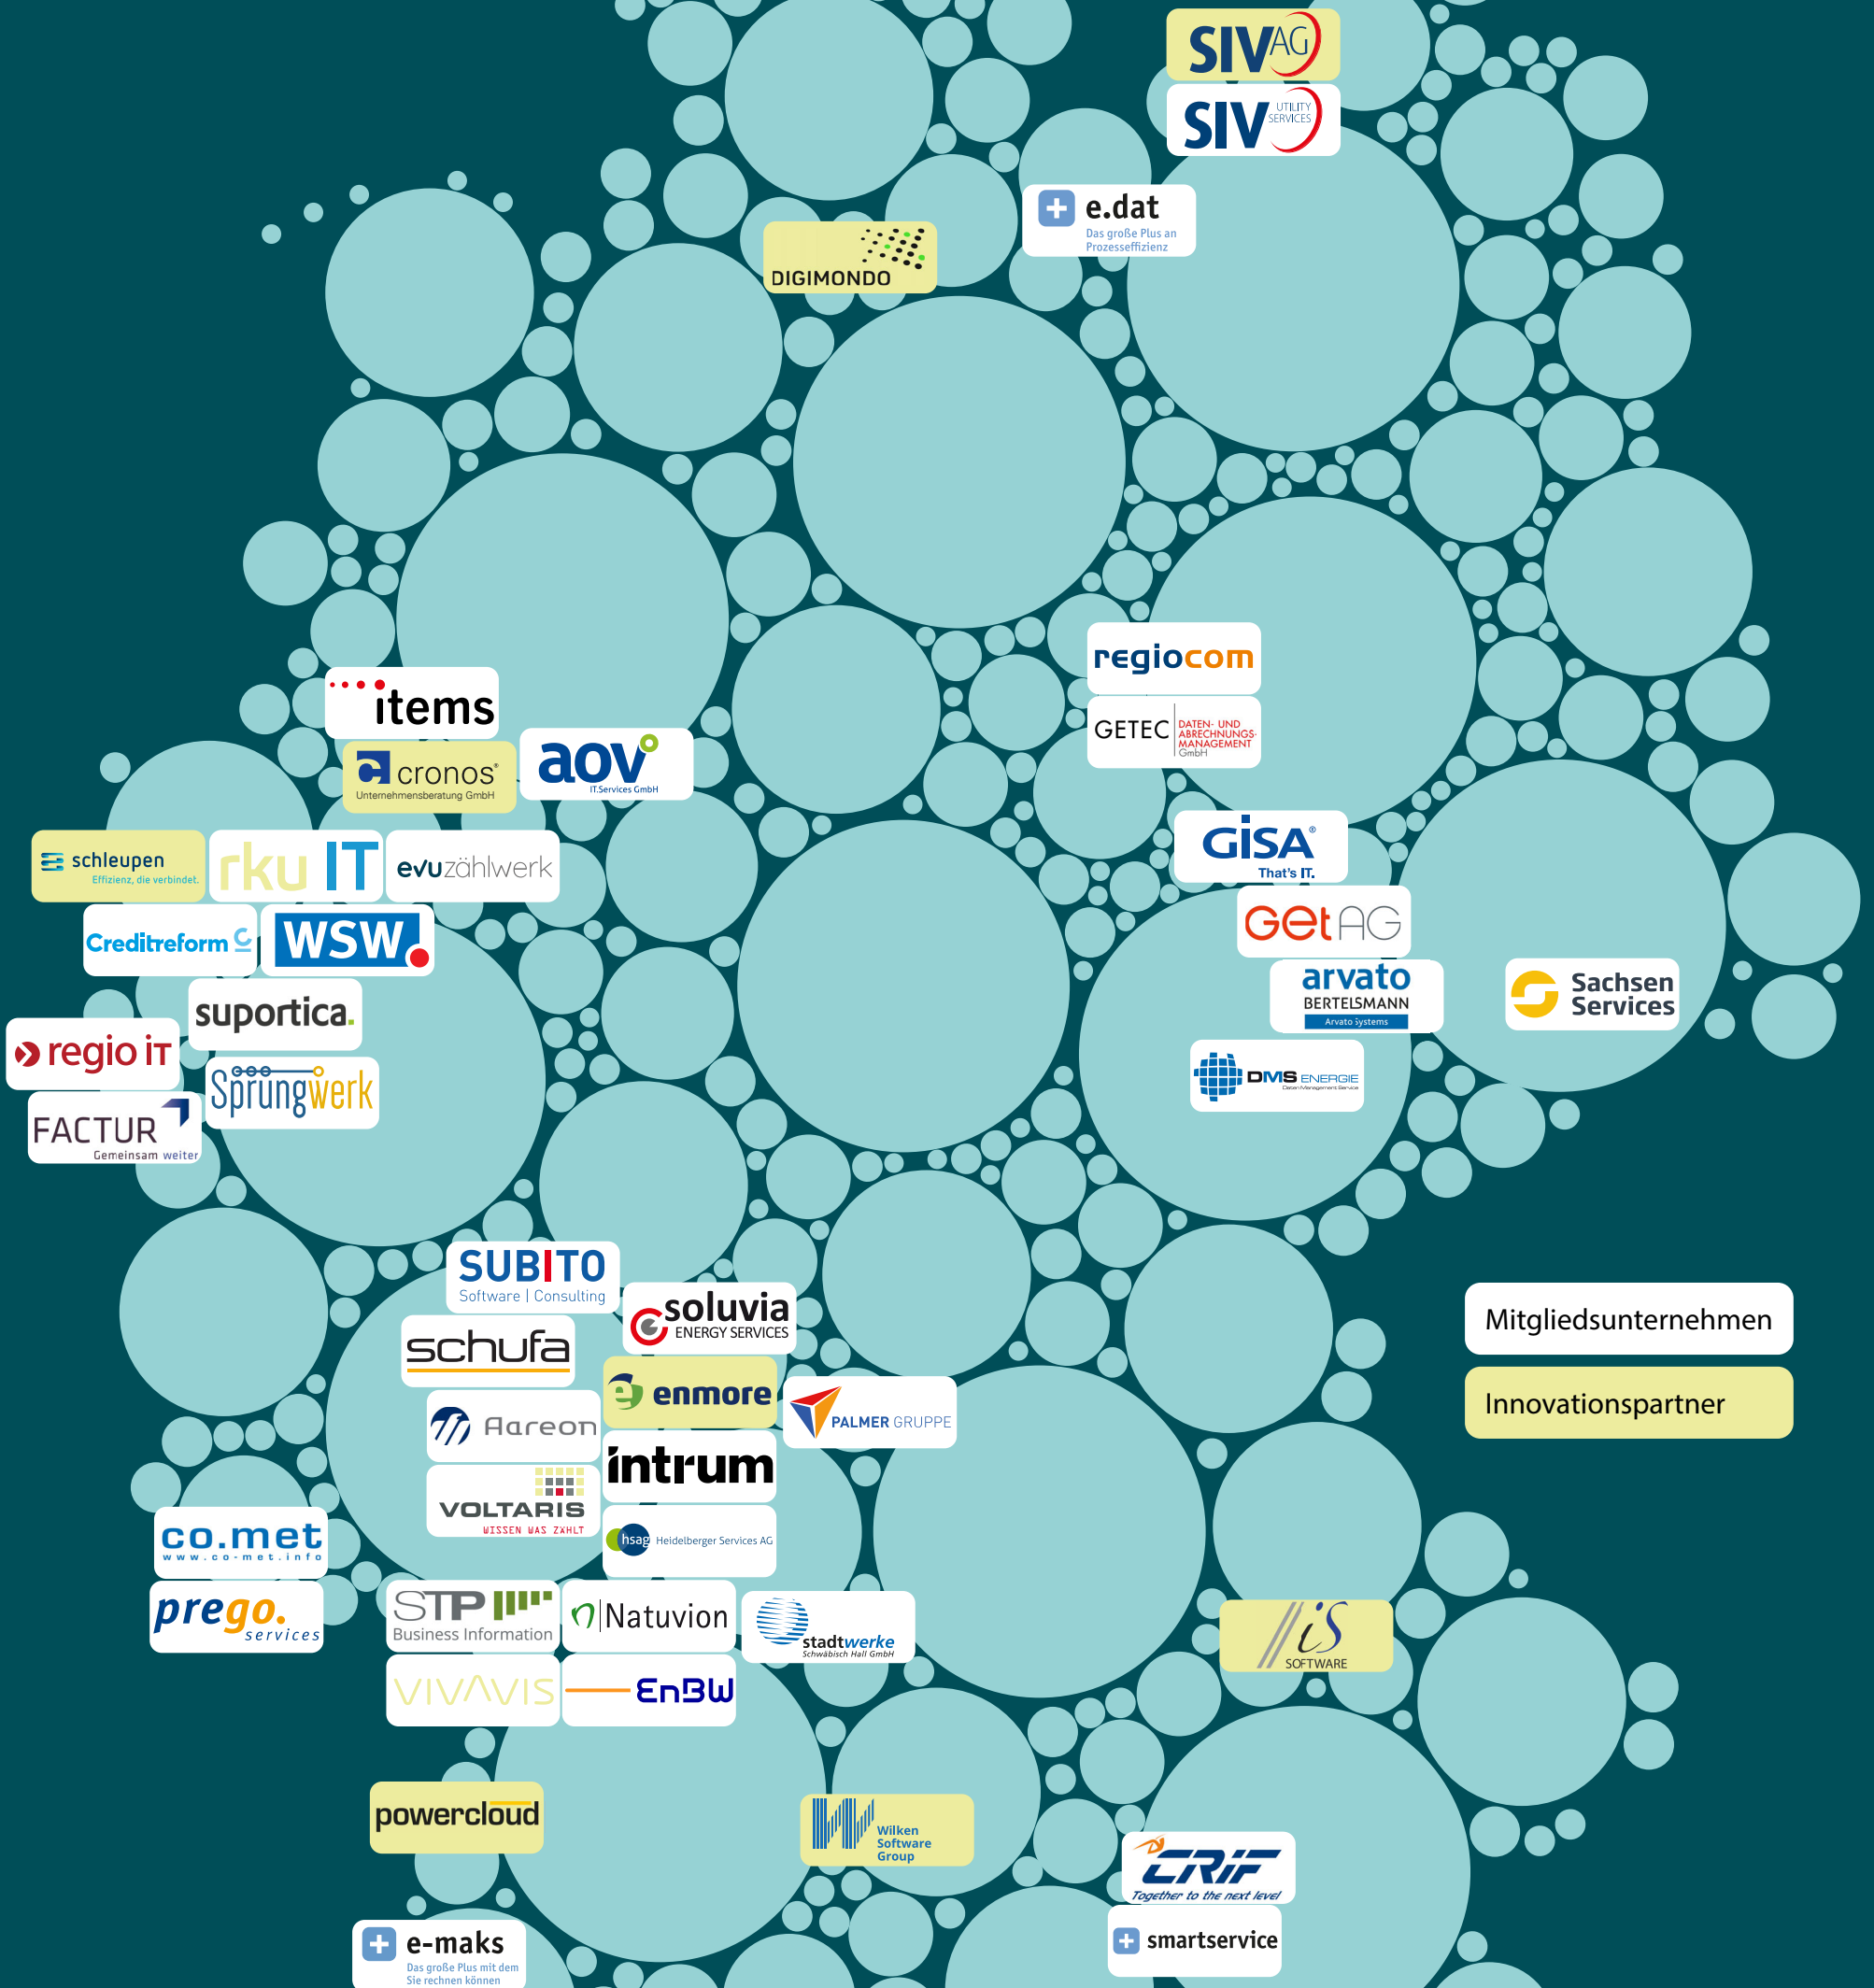 SIV AG
SIV UTILITY SERVICES
e.dat
Das große Plus an
Prozesseffizienz
DIGIMONDO
regiocom
items
GETEC DATEN- UND
ABRECHNUNGS-
MANAGEMENT
GmbH
aov
IT.Services GmbH
cronos®
Unternehmensberatung GmbH
GiSA®
That's IT.
schleupen
Effizienz, die verbindet.
rku IT
evuzählwerk
GEtAG
Creditreform C
WSW.
arvato
BERTELSMANN
Arvato Systems
Sachsen
Services
suportica.
regio iT
Sprungwerk
DMS ENERGIE
Daten Management Service
FACTUR
Gemeinsam weiter
SUBITO
Software | Consulting
soluvia
ENERGY SERVICES
Mitgliedsunternehmen
schufa
enmore
PALMER GRUPPE
Innovationspartner
Aareon
intrum
VOLTARIS
WISSEN WAS ZÄHLT
hsag Heidelberger Services AG
co.met
www.co-met.info
prego.
services
STP
Business Information
n|Natuvion
stadtwerke
Schwäbisch Hall GmbH
iS
SOFTWARE
VIVAVIS
EnBW
powercloud
Wilken
Software
Group
CRIF
Together to the next level
e-maks
Das große Plus mit dem
Sie rechnen können
smartservice